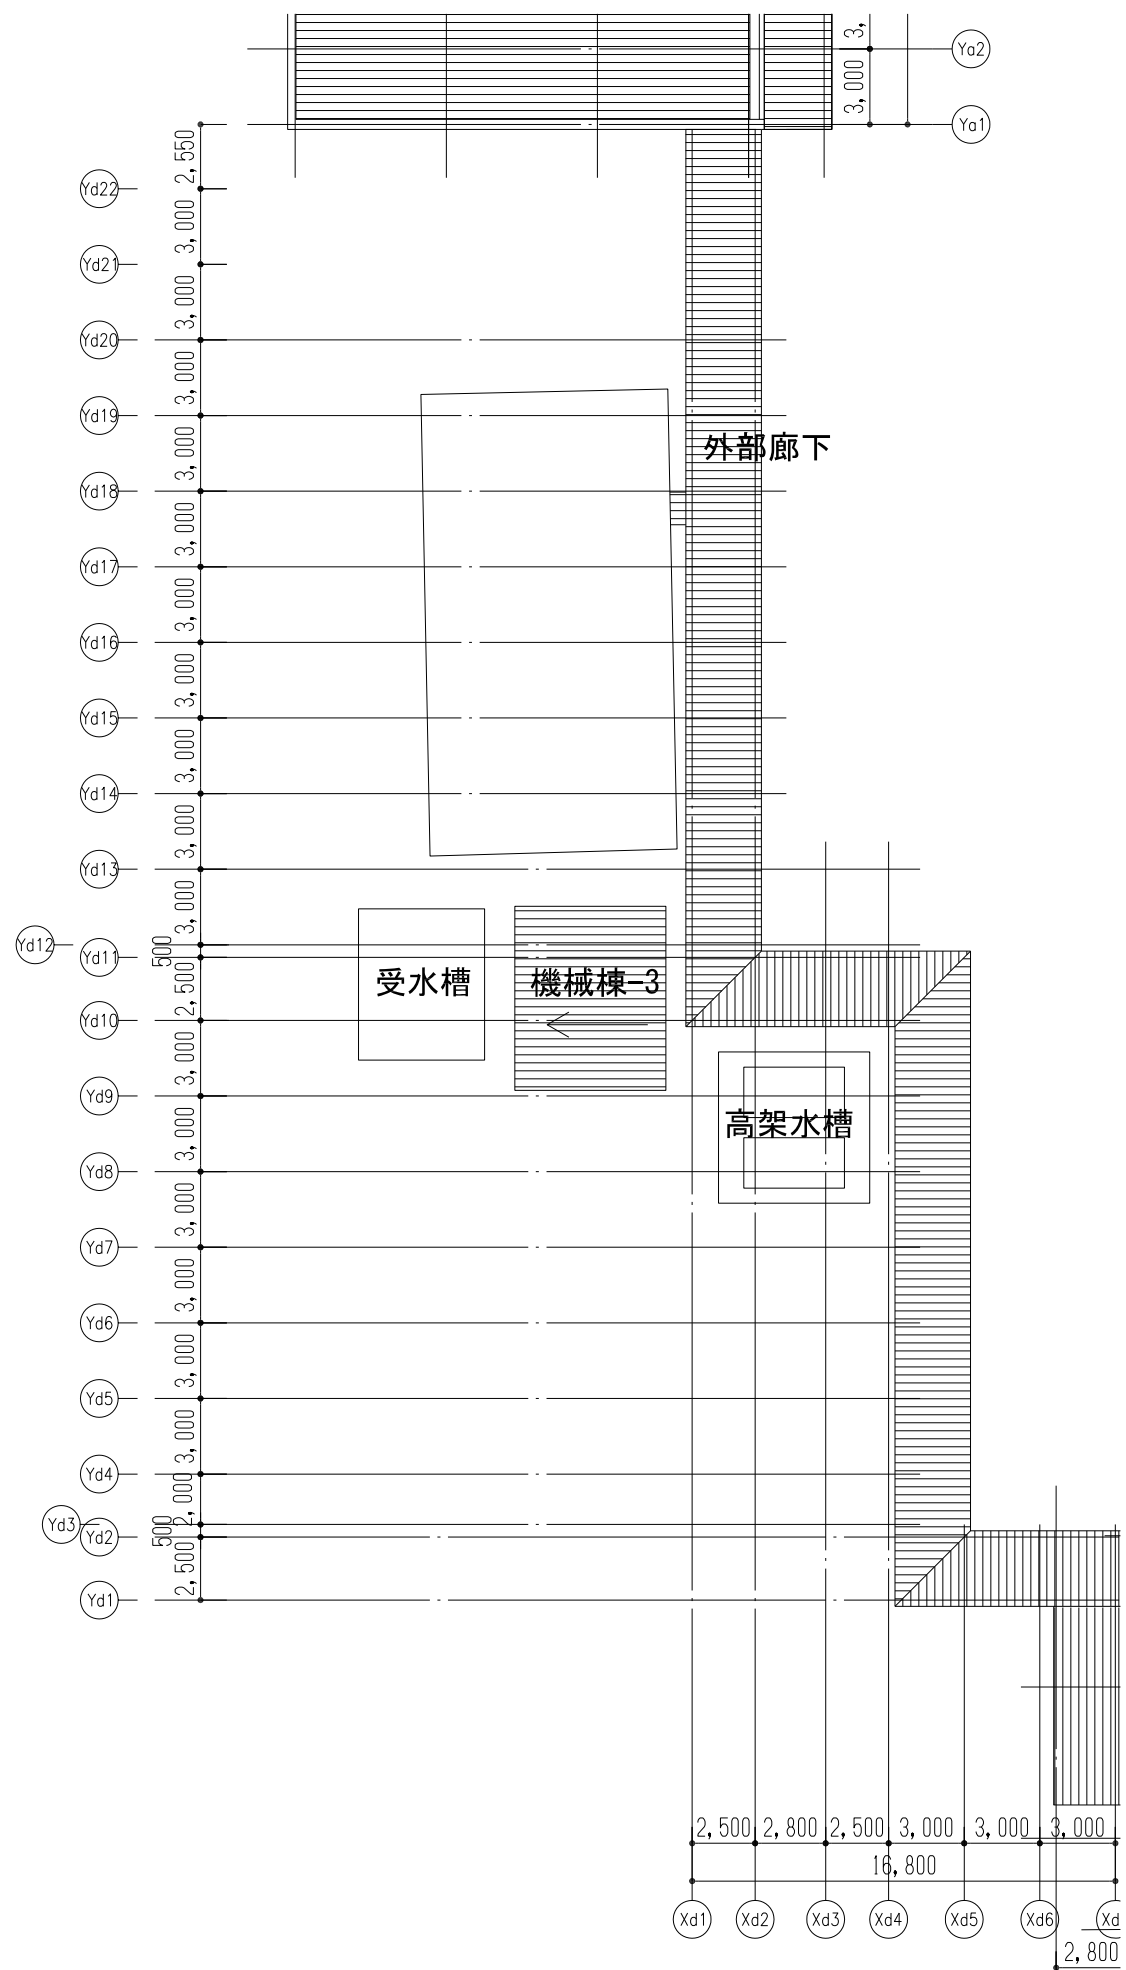 3,
Ya2
3,000
Ya1
2,550
Yd22
3,000
Yd21
3,000
Yd20
3,000
Yd19
外部廊下
3,000
Yd18
3,000
Yd17
3,000
Yd16
3,000
Yd15
3,000
Yd14
3,000
Yd13
3,000
Yd12
500
Yd11
受水槽
機械棟-3
2,500
Yd10
3,000
Yd9
高架水槽
3,000
Yd8
3,000
Yd7
3,000
Yd6
3,000
Yd5
3,000
Yd4
2,000
Yd3
500
Yd2
2,500
Yd1
2,500 2,800 2,500 3,000 3,000 3,000
16,800
Xd1 Xd2 Xd3 Xd4 Xd5 Xd6 Xd
2,800